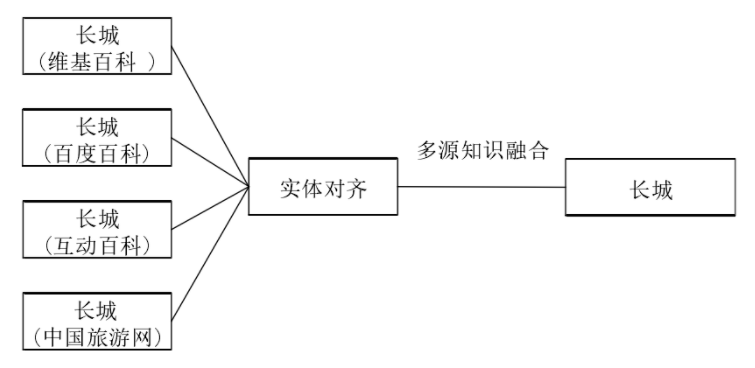 长城
(维基百科 )
长城
(百度百科)
长城
(互动百科)
长城
(中国旅游网)
实体对齐
多源知识融合
长城